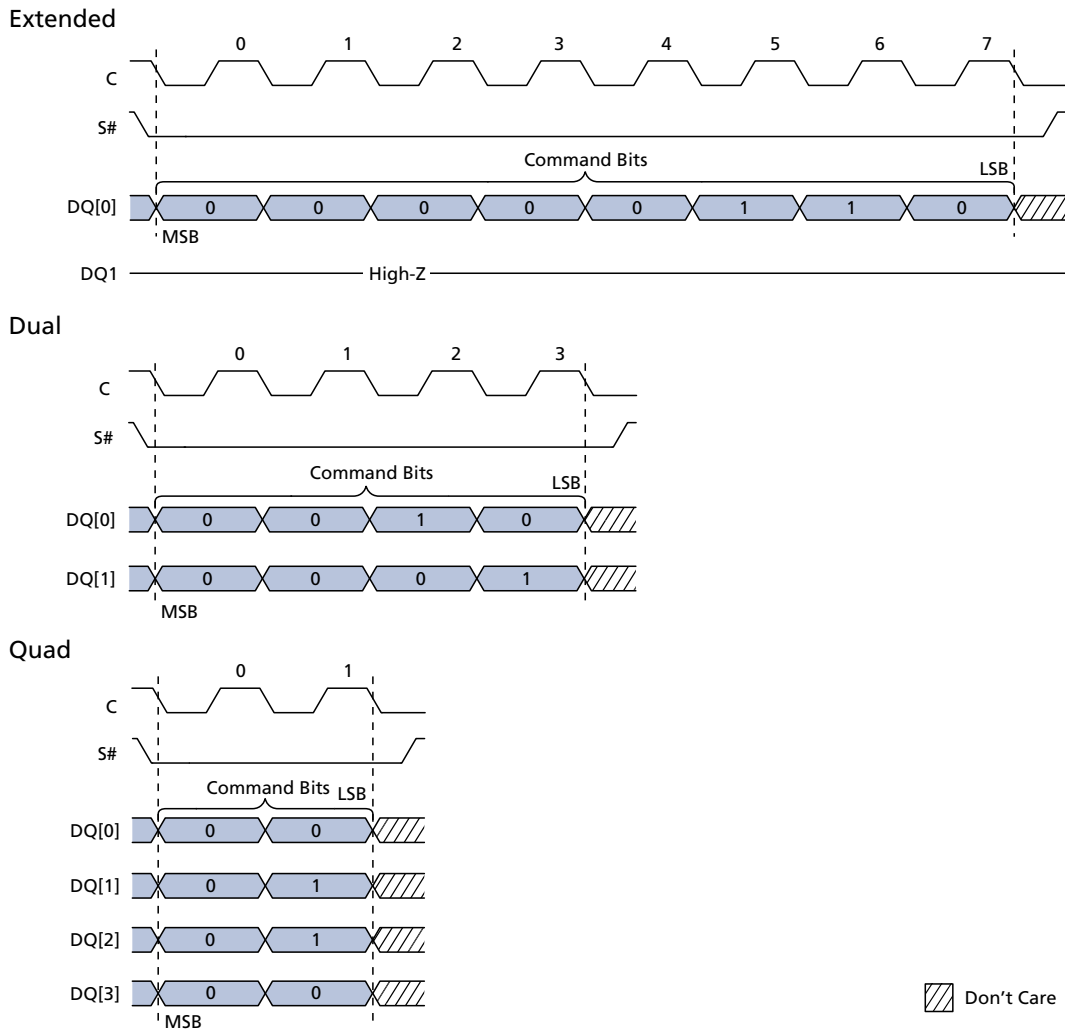 Extended
0 1 2 3 4 5 6 7
C
S#
Command Bits
LSB
DQ[0] 0 0 0 0 0 1 1 0
MSB
DQ1 High-Z
Dual
0 1 2 3
C
S#
Command Bits
LSB
DQ[0] 0 0 1 0
DQ[1] 0 0 0 1
MSB
Quad
0 1
C
S#
Command Bits LSB
DQ[0] 0 0
DQ[1] 0 1
DQ[2] 0 1
DQ[3] 0 0
MSB
Don't Care